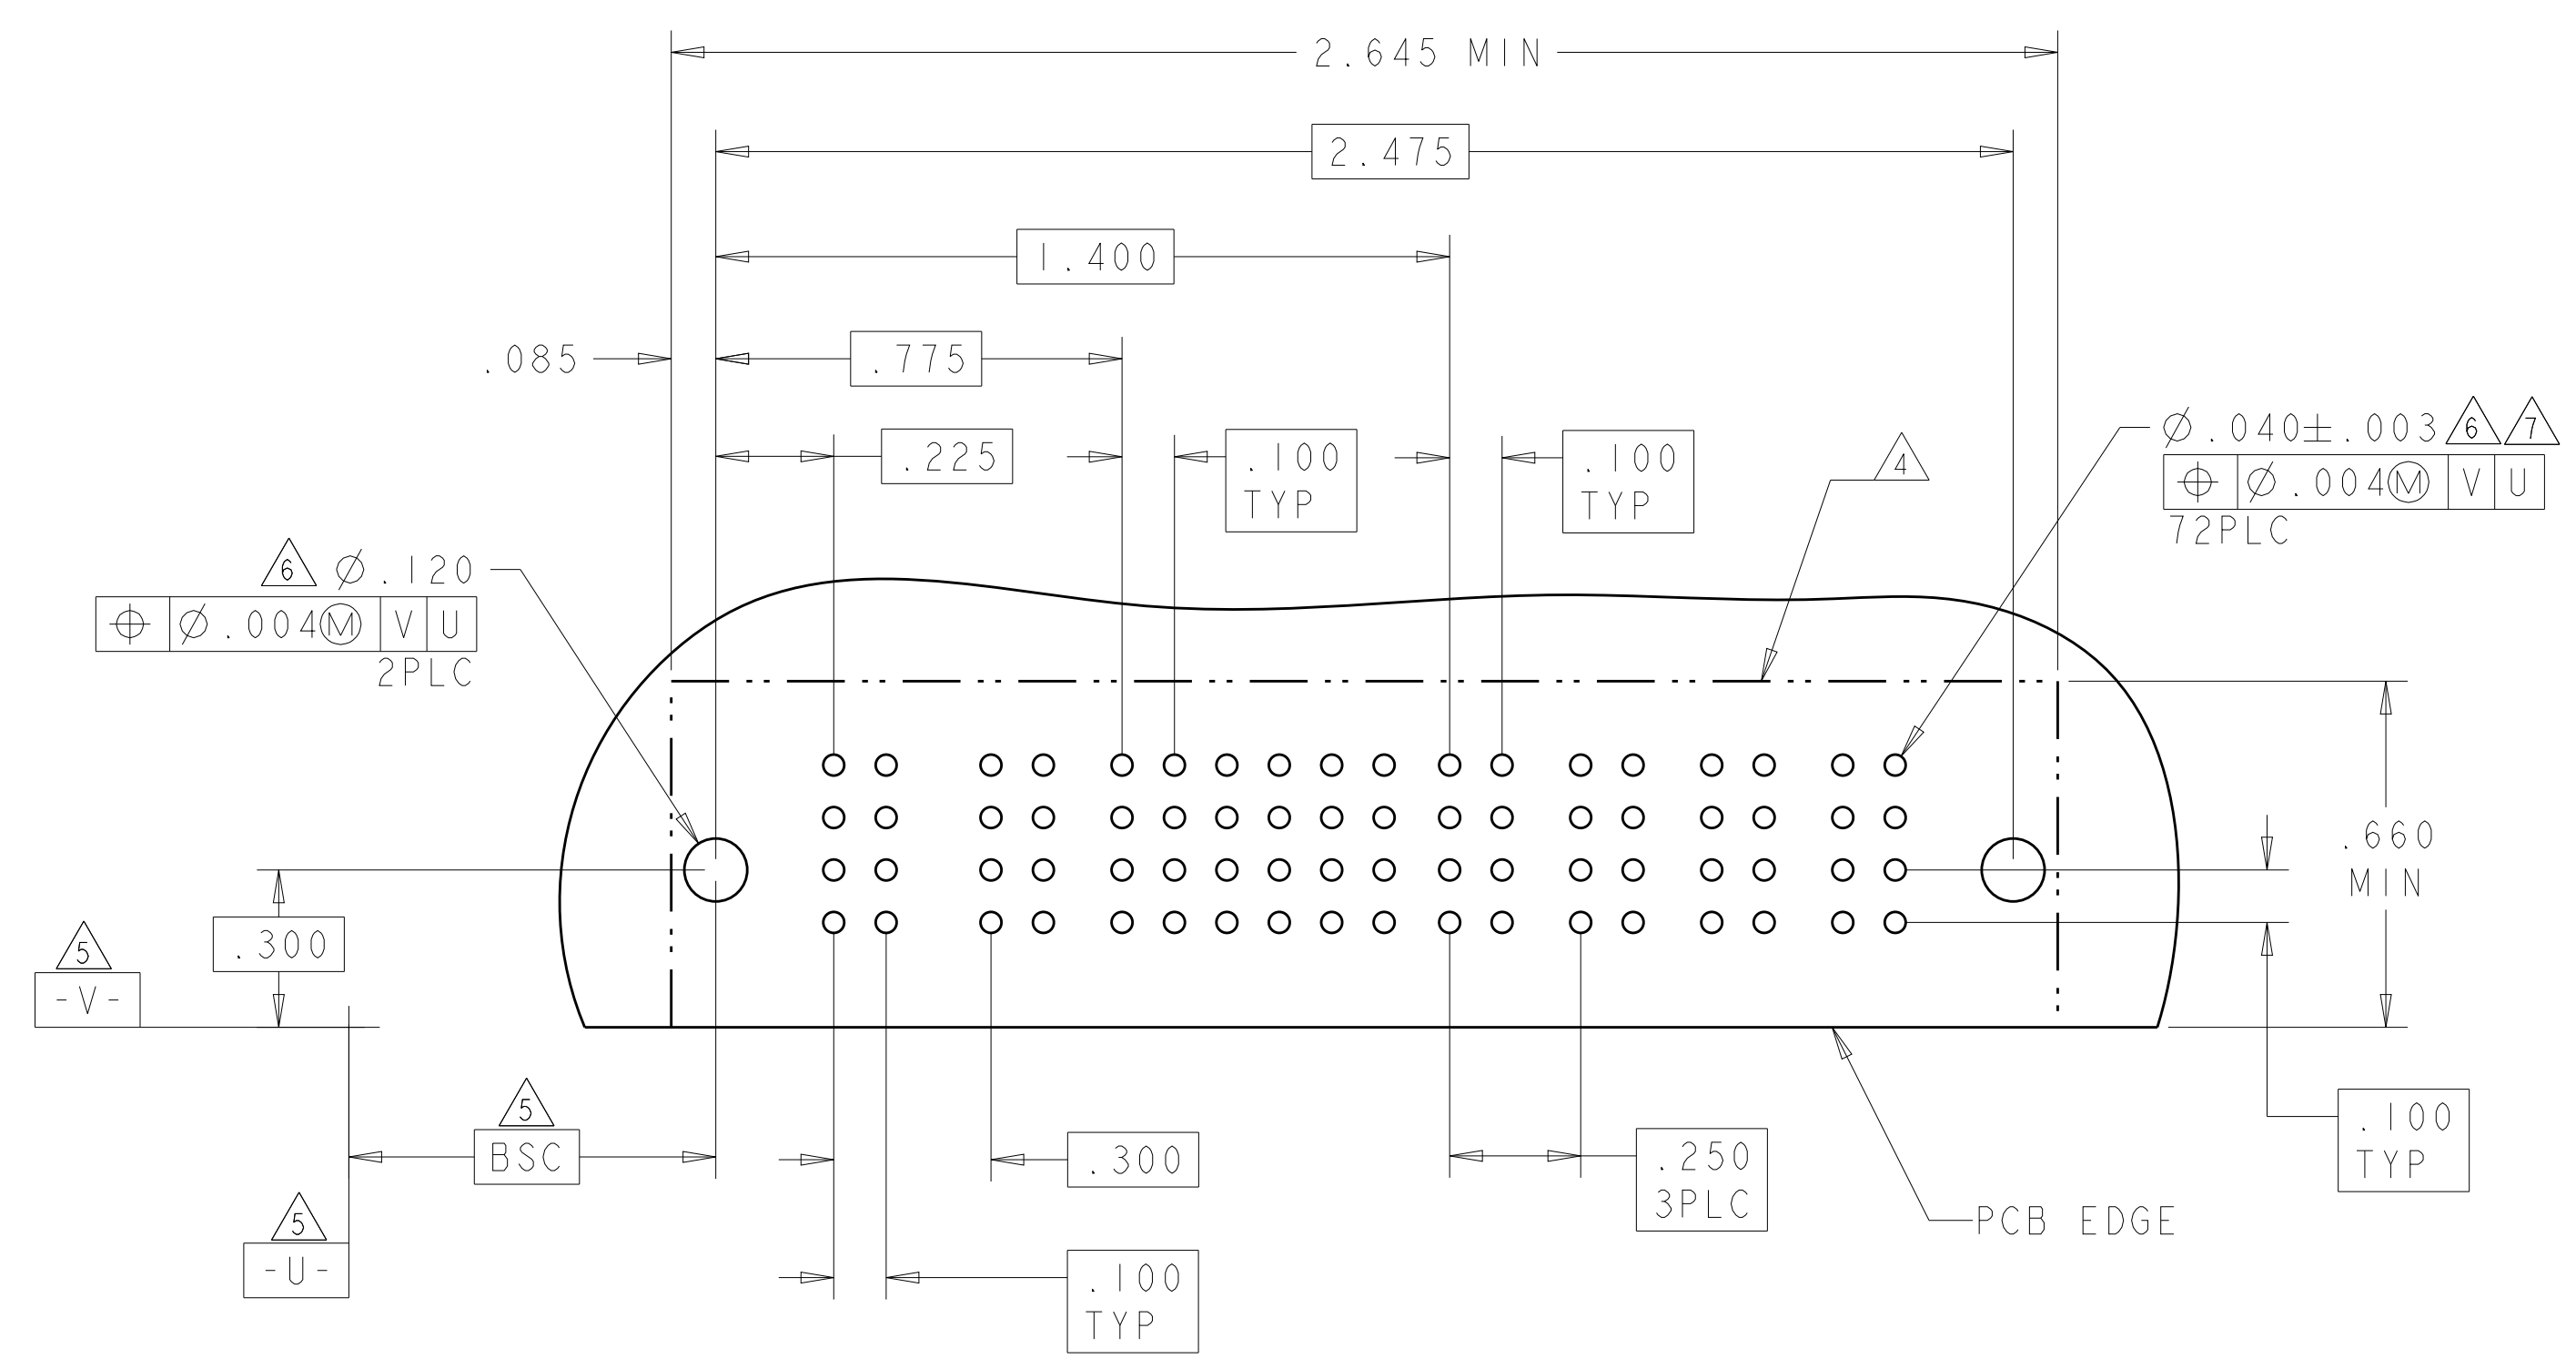 2.645 MIN
2.475
1.400
.085
.775
.225
.100
TYP
.100
TYP
4
Ø.040±.003 6 7
⌖ Ø.004Ⓜ V U
72PLC
6 Ø.120
⌖ Ø.004Ⓜ V U
2PLC
.660
MIN
.300
5
-V-
5
BSC
5
-U-
.300
.100
TYP
.250
3PLC
.100
TYP
PCB EDGE